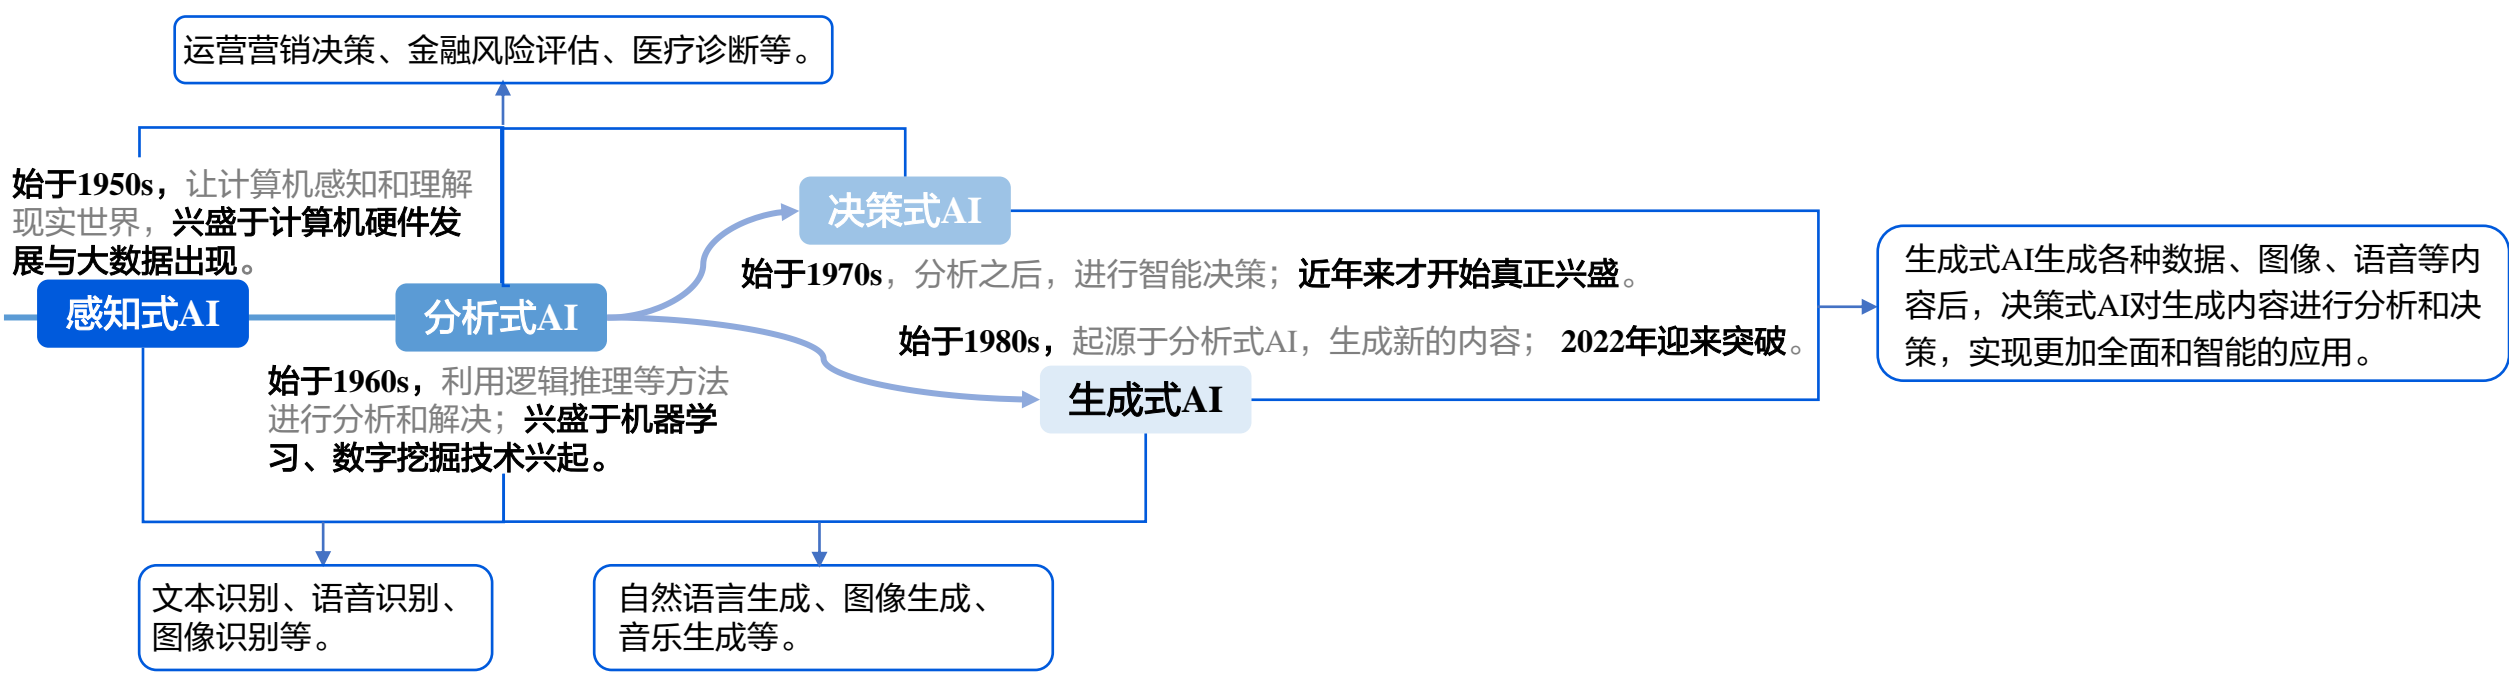 运营营销决策、金融风险评估、医疗诊断等。
始于1950s，让计算机感知和理解
现实世界，兴盛于计算机硬件发
展与大数据出现。
感知式AI
分析式AI
始于1960s，利用逻辑推理等方法
进行分析和解决；兴盛于机器学
习、数字挖掘技术兴起。
决策式AI
始于1970s，分析之后，进行智能决策；近年来才开始真正兴盛。
始于1980s，起源于分析式AI，生成新的内容； 2022年迎来突破。
生成式AI
生成式AI生成各种数据、图像、语音等内
容后，决策式AI对生成内容进行分析和决
策，实现更加全面和智能的应用。
文本识别、语音识别、
图像识别等。
自然语言生成、图像生成、
音乐生成等。